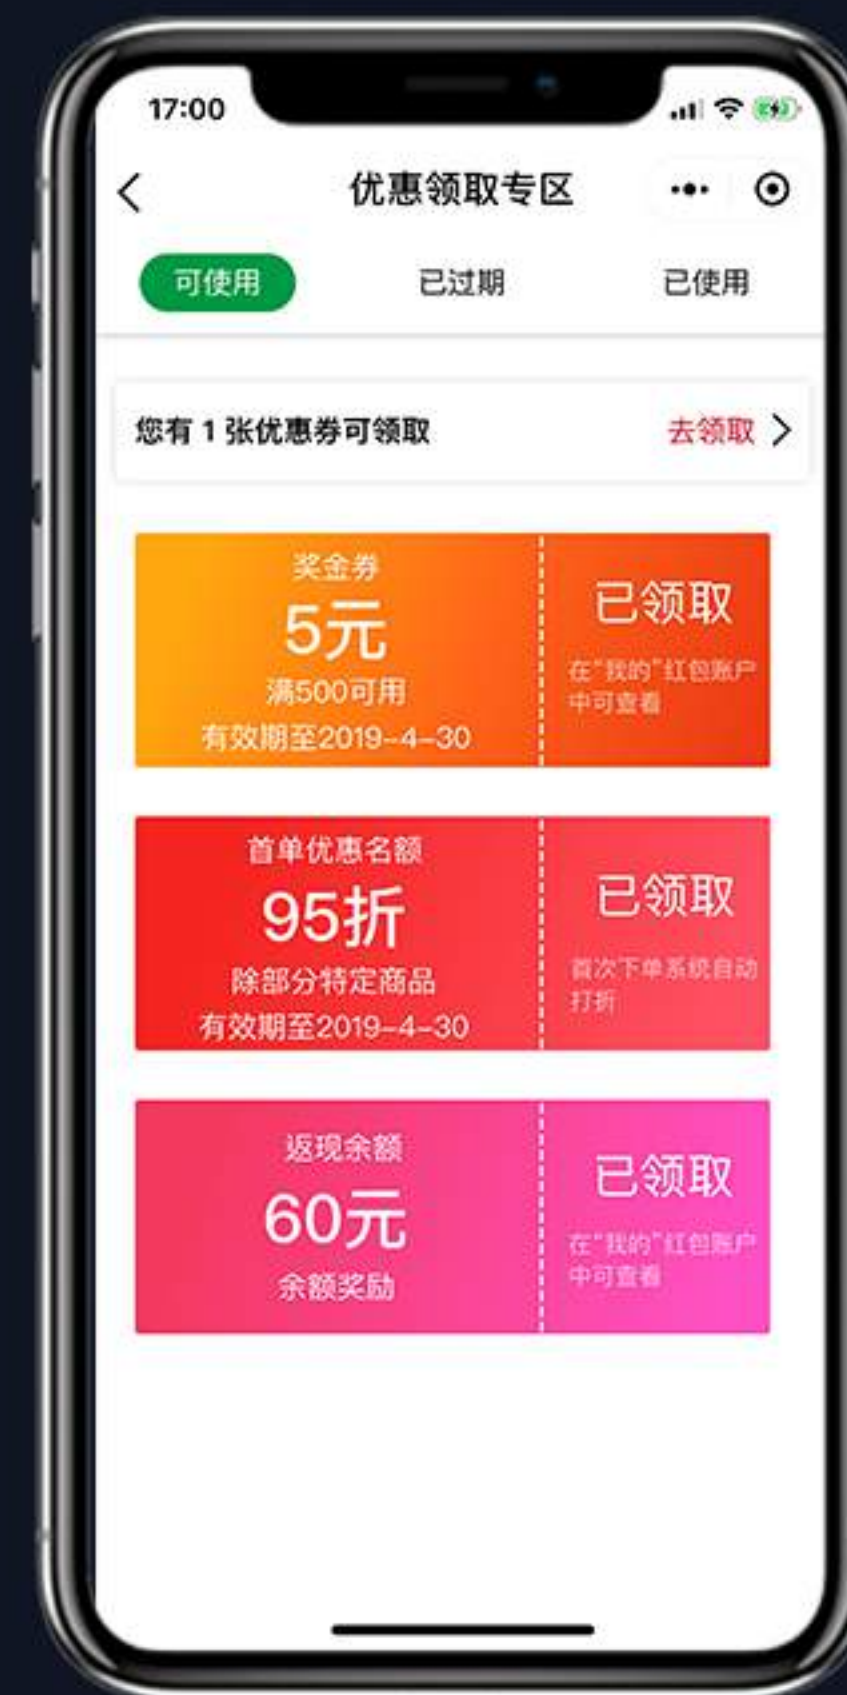 17:00
优惠领取专区
可使用
已过期
已使用
您有 1 张优惠券可领取
去领取
奖金券
5元
满500可用
有效期至2019-4-30
已领取
在“我的”红包账户
中可查看
首单优惠名额
95折
除部分特定商品
有效期至2019-4-30
已领取
首次下单系统自动
打折
返现余额
60元
余额奖励
已领取
在“我的”红包账户
中可查看